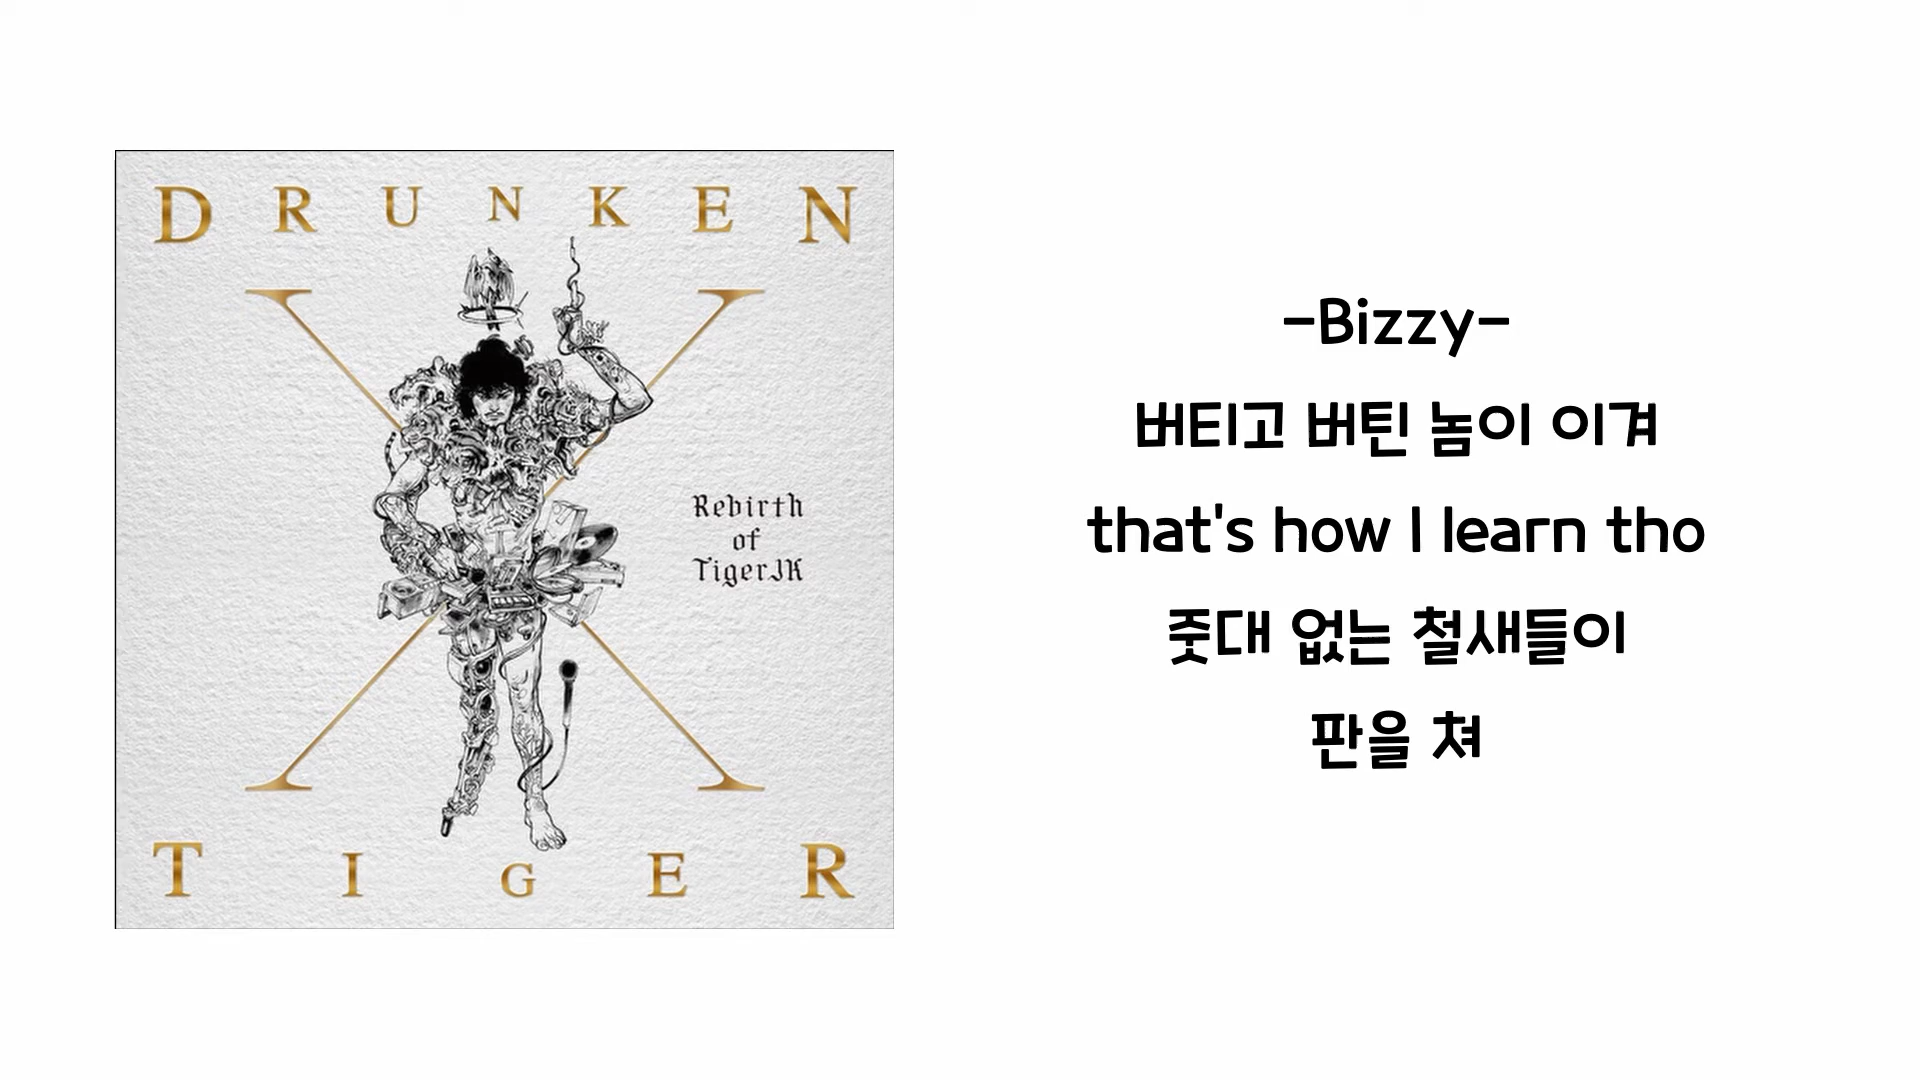 DRUNKEN
X
Rebirth
of
TigerJK
TIGER
-Bizzy-
버티고 버틴 놈이 이겨
that's how I learn tho
줏대 없는 철새들이
판을 쳐